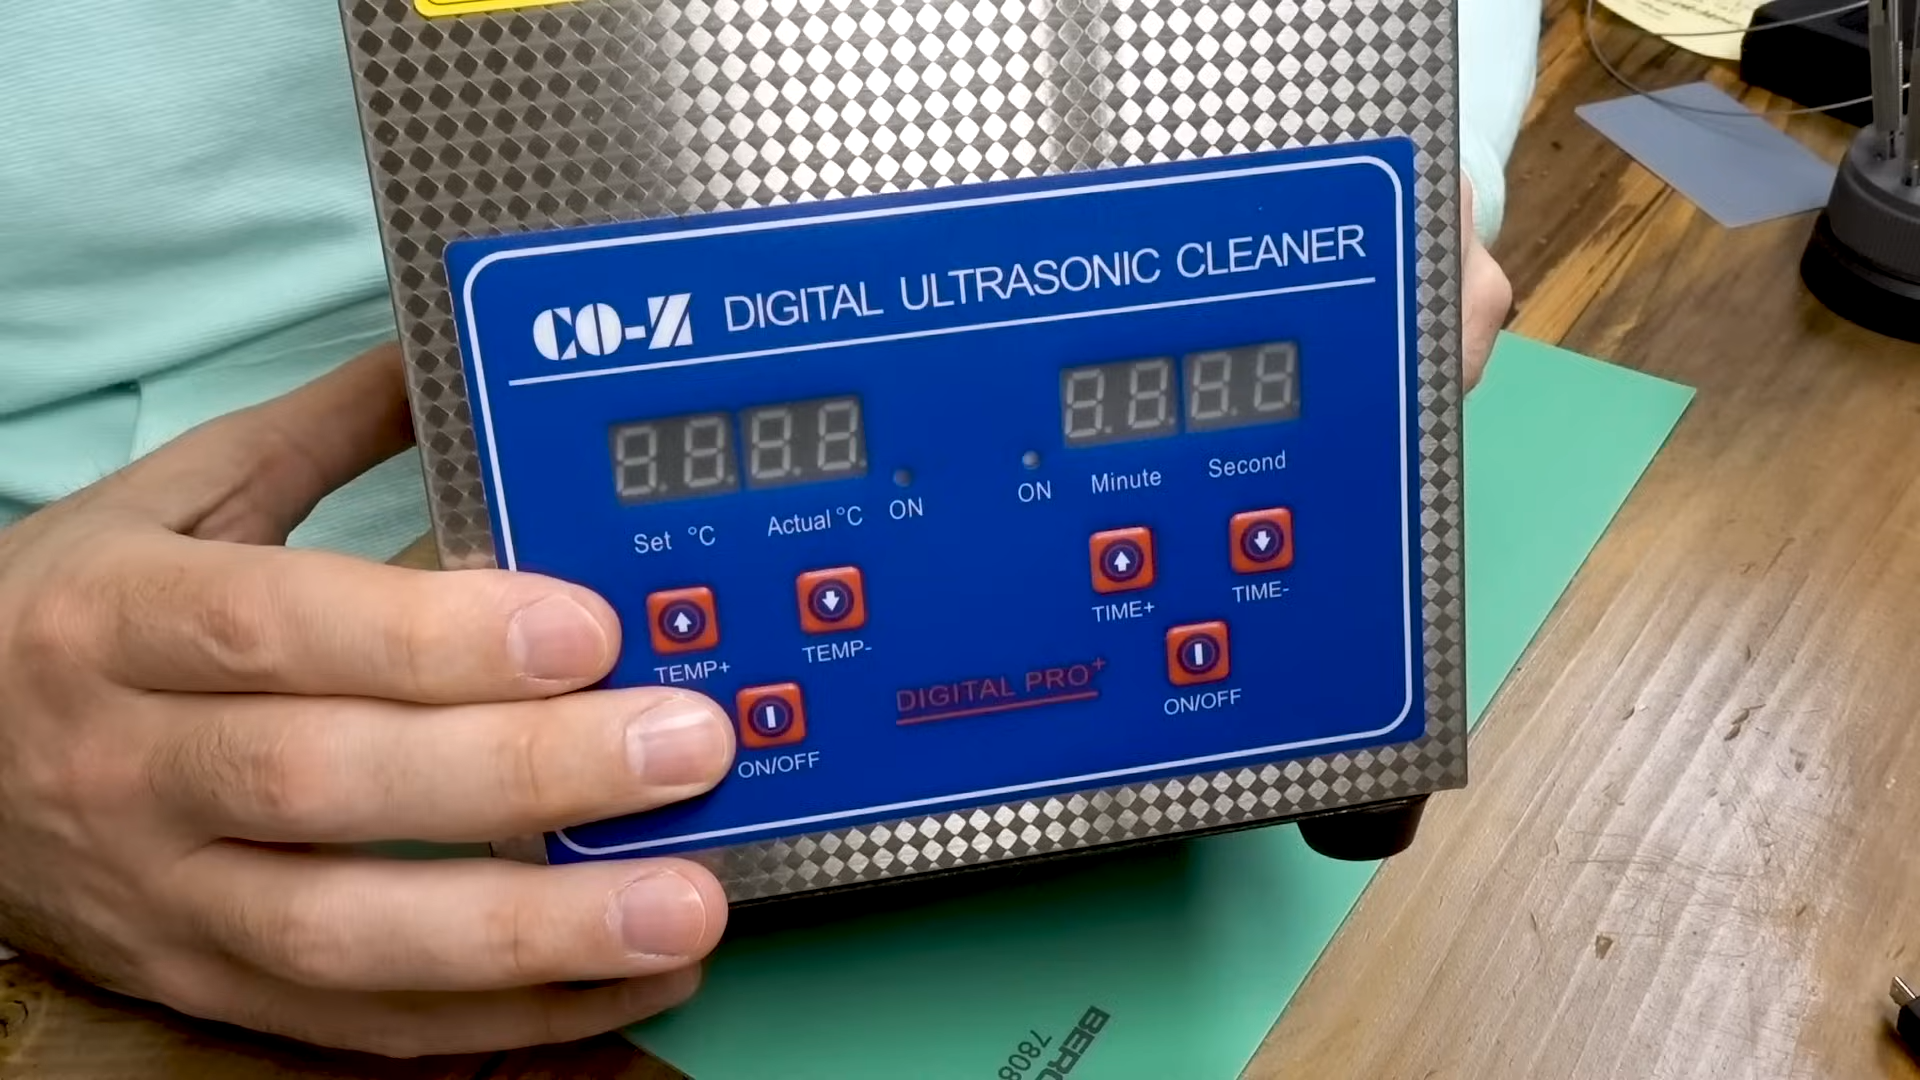 CO-Z DIGITAL ULTRASONIC CLEANER
Set °C
Actual °C
ON
ON
Minute
Second
TEMP+
TEMP-
TIME+
TIME-
ON/OFF
DIGITAL PRO+
ON/OFF
7808